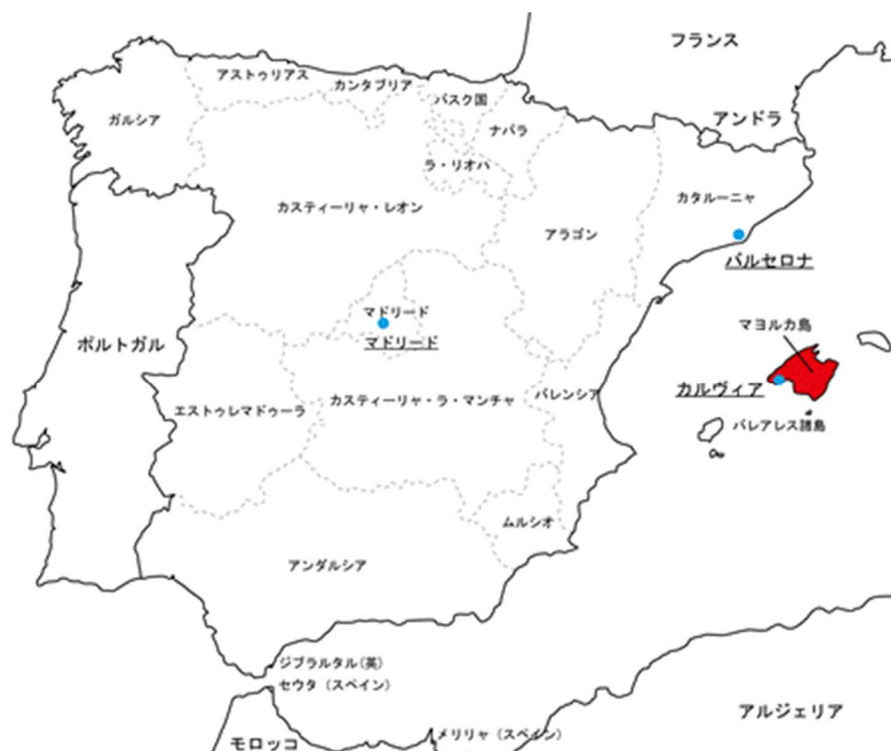 フランス
アストゥリアス
カンタブリア
バスク国
アンドラ
ガルシア
ナバラ
ラ・リオハ
カタルーニャ
カスティーリャ・レオン
アラゴン
バルセロナ
マドリード
マヨルカ島
マドリード
ポルトガル
カルヴィア
バレンシア
カスティーリャ・ラ・マンチャ
エストゥレマドゥーラ
バレアレス諸島
ムルシオ
アンダルシア
ジブラルタル(英)
セウタ (スペイン)
アルジェリア
メリリャ (スペイン)
モロッコ